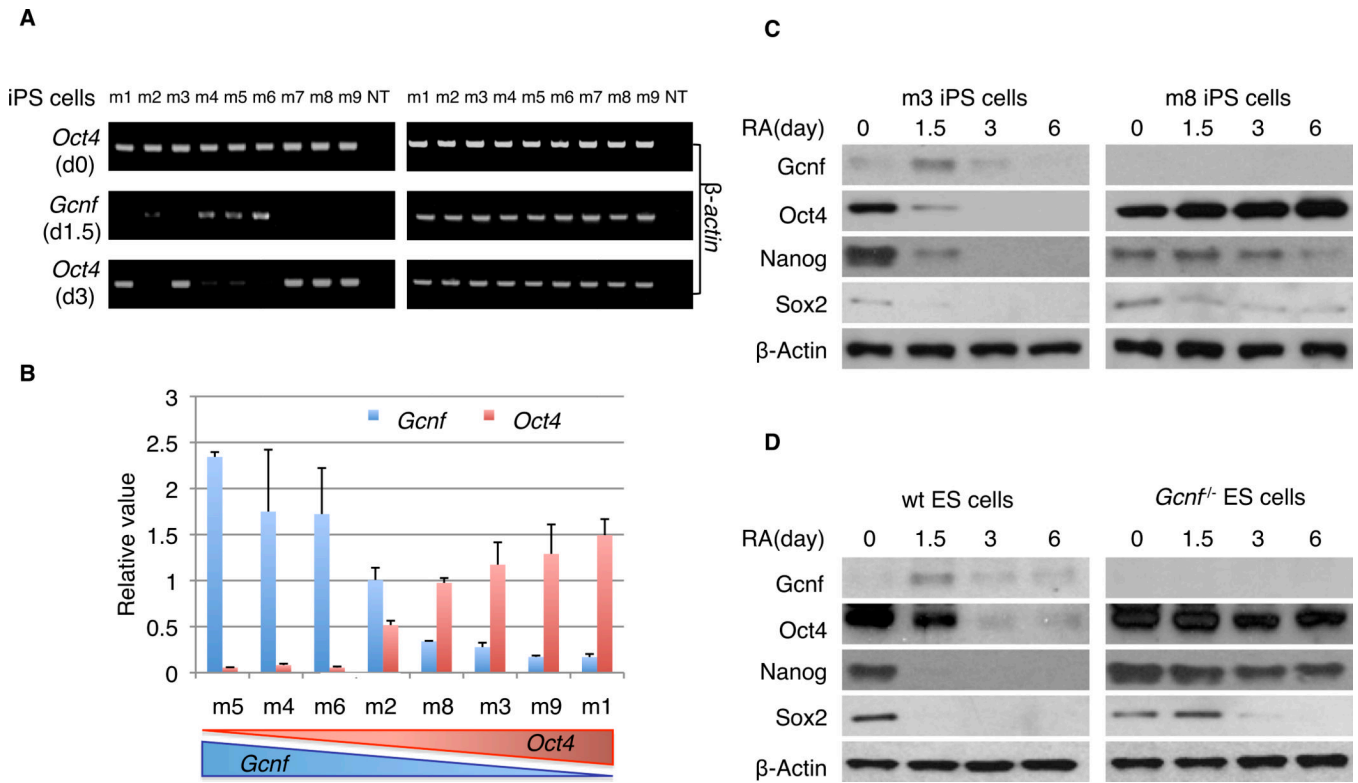 A
iPS cells m1 m2 m3 m4 m5 m6 m7 m8 m9 NT m1 m2 m3 m4 m5 m6 m7 m8 m9 NT
Oct4
(d0)
Gcnf
(d1.5)
Oct4
(d3)
β-actin
B
3
2.5
2
1.5
1
0.5
0
Relative value
Gcnf Oct4
m5 m4 m6 m2 m8 m3 m9 m1
Oct4
Gcnf
C
m3 iPS cells m8 iPS cells
RA(day) 0 1.5 3 6 0 1.5 3 6
Gcnf
Oct4
Nanog
Sox2
β-Actin
D
wt ES cells Gcnf/- ES cells
RA(day) 0 1.5 3 6 0 1.5 3 6
Gcnf
Oct4
Nanog
Sox2
β-Actin